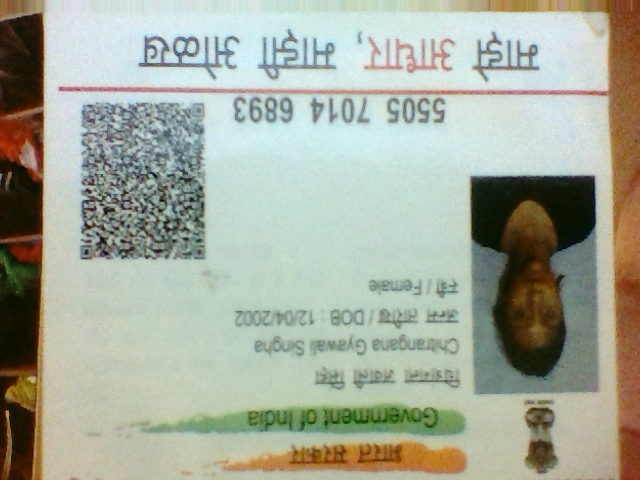 भारत सरकार
Government of India
चित्रांगना ज्ञवाली सिंहा
Chitrangana Gyawali Singha
जन्म तारीख / DOB : 12/04/2002
स्त्री / Female
5505 7014 6893
माझे आधार, माझी ओळख